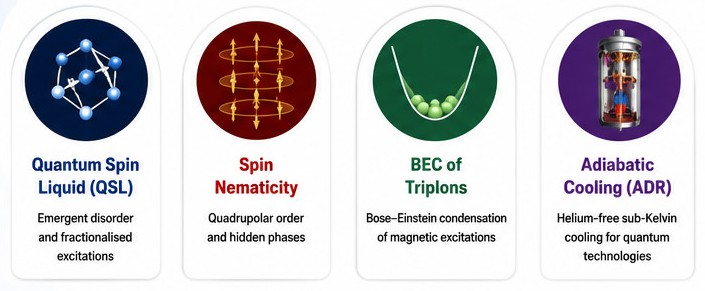 Quantum Spin
Liquid (QSL)
Emergent disorder
and fractionalised
excitations
Spin
Nematicity
Quadrupolar order
and hidden phases
BEC of
Triplons
Bose–Einstein condensation
of magnetic excitations
Adiabatic
Cooling (ADR)
Helium-free sub-Kelvin
cooling for quantum
technologies